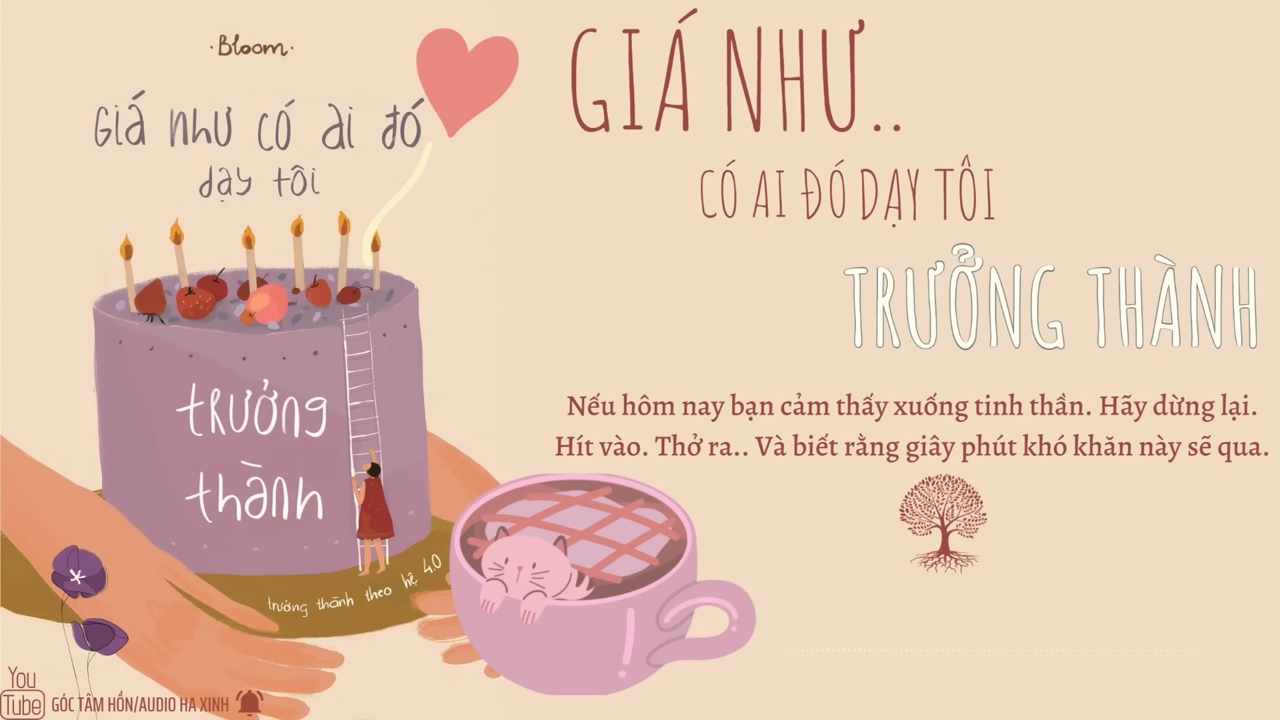 ·Bloom·
Giá như có ai đó
dạy tôi
trưởng
thành
trưởng thành theo hệ 4.0
GIÁ NHƯ..
CÓ AI ĐÓ DẠY TÔI
TRƯỞNG THÀNH
Nếu hôm nay bạn cảm thấy xuống tinh thần. Hãy dừng lại.
Hít vào. Thở ra.. Và biết rằng giây phút khó khăn này sẽ qua.
You
Tube GÓC TÂM HỒN/AUDIO HA XINH